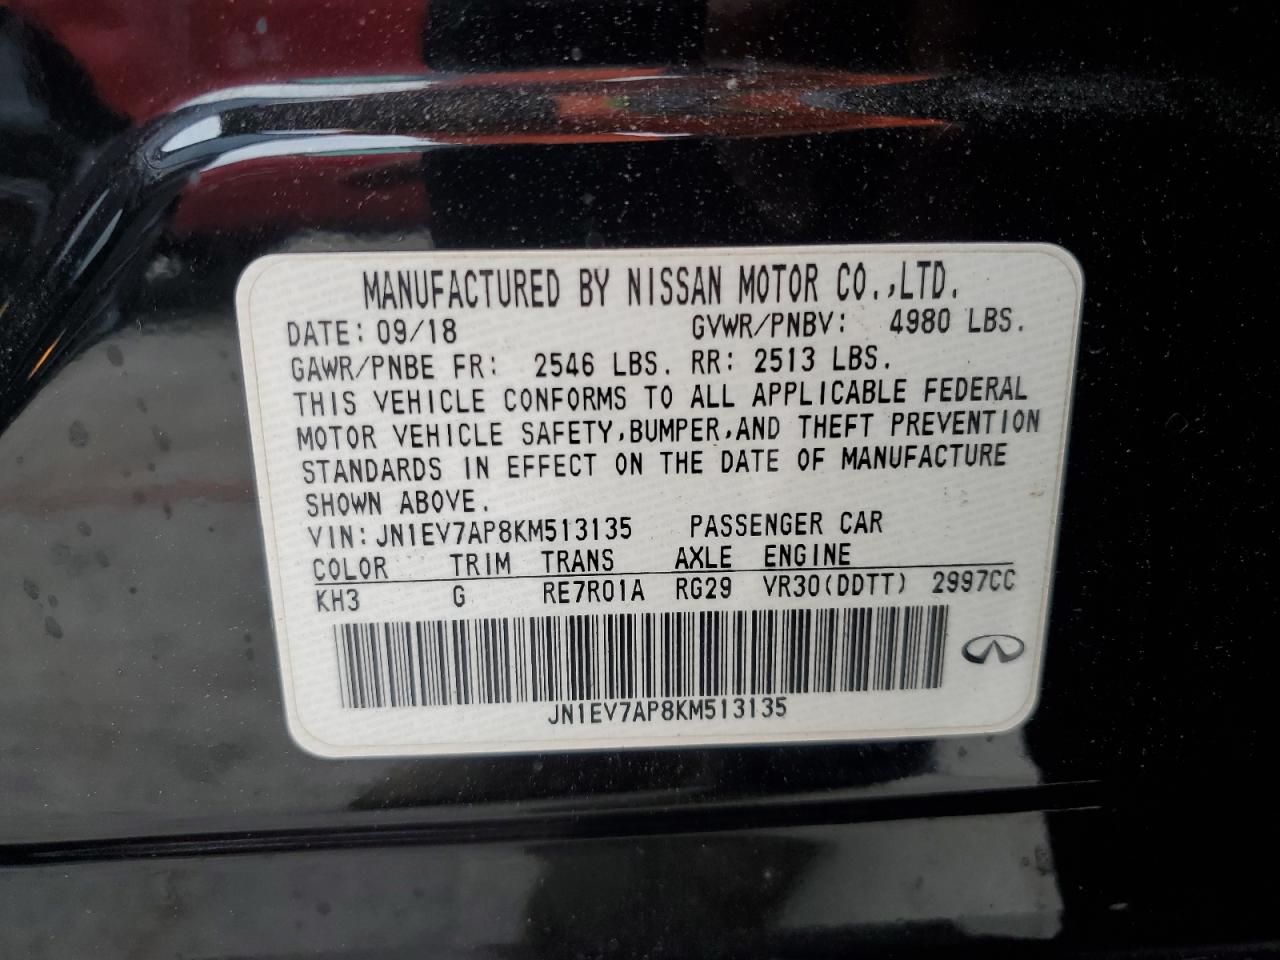 MANUFACTURED BY NISSAN MOTOR CO.,LTD.
DATE: 09/18 GVWR/PNBV: 4980 LBS.
GAWR/PNBE FR: 2546 LBS. RR: 2513 LBS.
THIS VEHICLE CONFORMS TO ALL APPLICABLE FEDERAL
MOTOR VEHICLE SAFETY,BUMPER,AND THEFT PREVENTION
STANDARDS IN EFFECT ON THE DATE OF MANUFACTURE
SHOWN ABOVE.
VIN: JN1EV7AP8KM513135 PASSENGER CAR
COLOR TRIM TRANS AXLE ENGINE
KH3 G RE7R01A RG29 VR30(DDTT) 2997CC
JN1EV7AP8KM513135